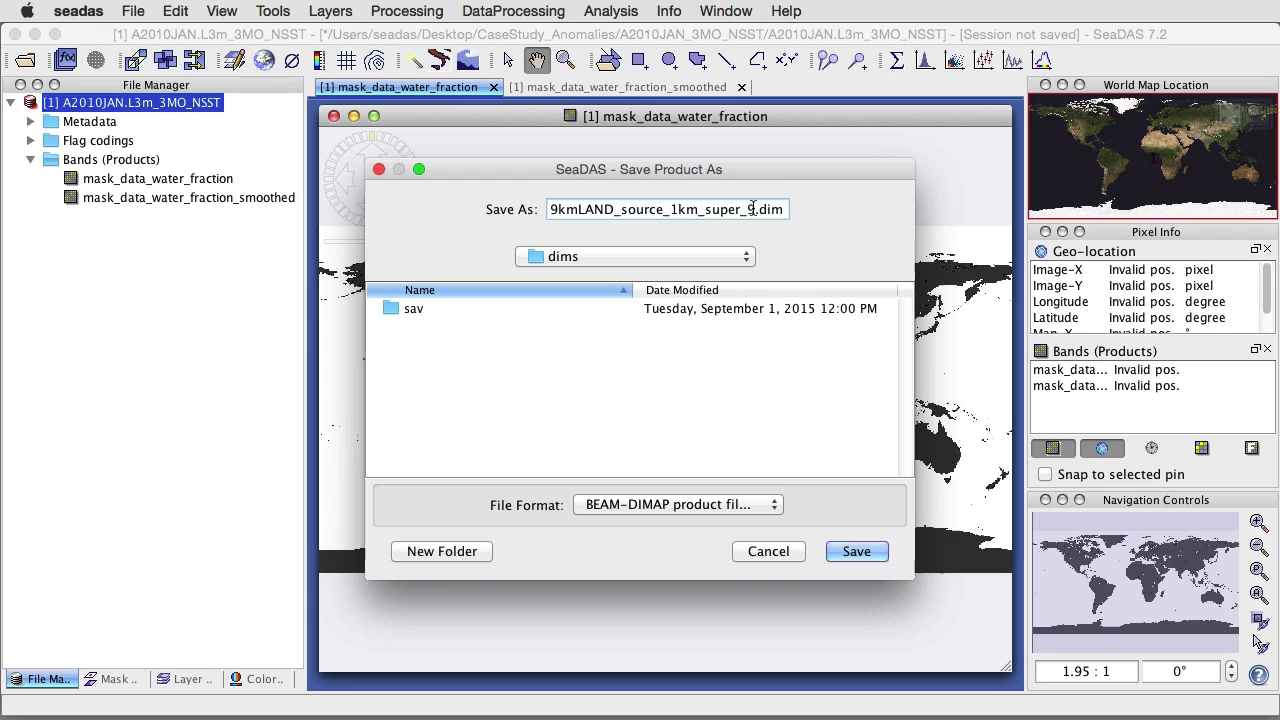 seadas File Edit View Tools Layers Processing DataProcessing Analysis Info Window Help
[1] A2010JAN.L3m_3MO_NSST - [*/Users/seadas/Desktop/CaseStudy_Anomalies/A2010JAN.L3m_3MO_NSST/A2010JAN.L3m_3MO_NSST] - [Session not saved] - SeaDAS 7.2
File Manager
[1] A2010JAN.L3m_3MO_NSST
Metadata
Flag codings
Bands (Products)
mask_data_water_fraction
mask_data_water_fraction_smoothed
File Ma...
Mask ...
Layer ...
Color...
[1] mask_data_water_fraction
[1] mask_data_water_fraction_smoothed
[1] mask_data_water_fraction
SeaDAS - Save Product As
Save As: 9kmLAND_source_1km_super_9.dim
dims
Name Date Modified
sav Tuesday, September 1, 2015 12:00 PM
File Format: BEAM-DIMAP product fil...
New Folder Cancel Save
World Map Location
1
Pixel Info
Geo-location
Image-X Invalid pos. pixel
Image-Y Invalid pos. pixel
Longitude Invalid pos. degree
Latitude Invalid pos. degree
Bands (Products)
mask_data... Invalid pos.
mask_data... Invalid pos.
Snap to selected pin
Navigation Controls
1.95 : 1 0°